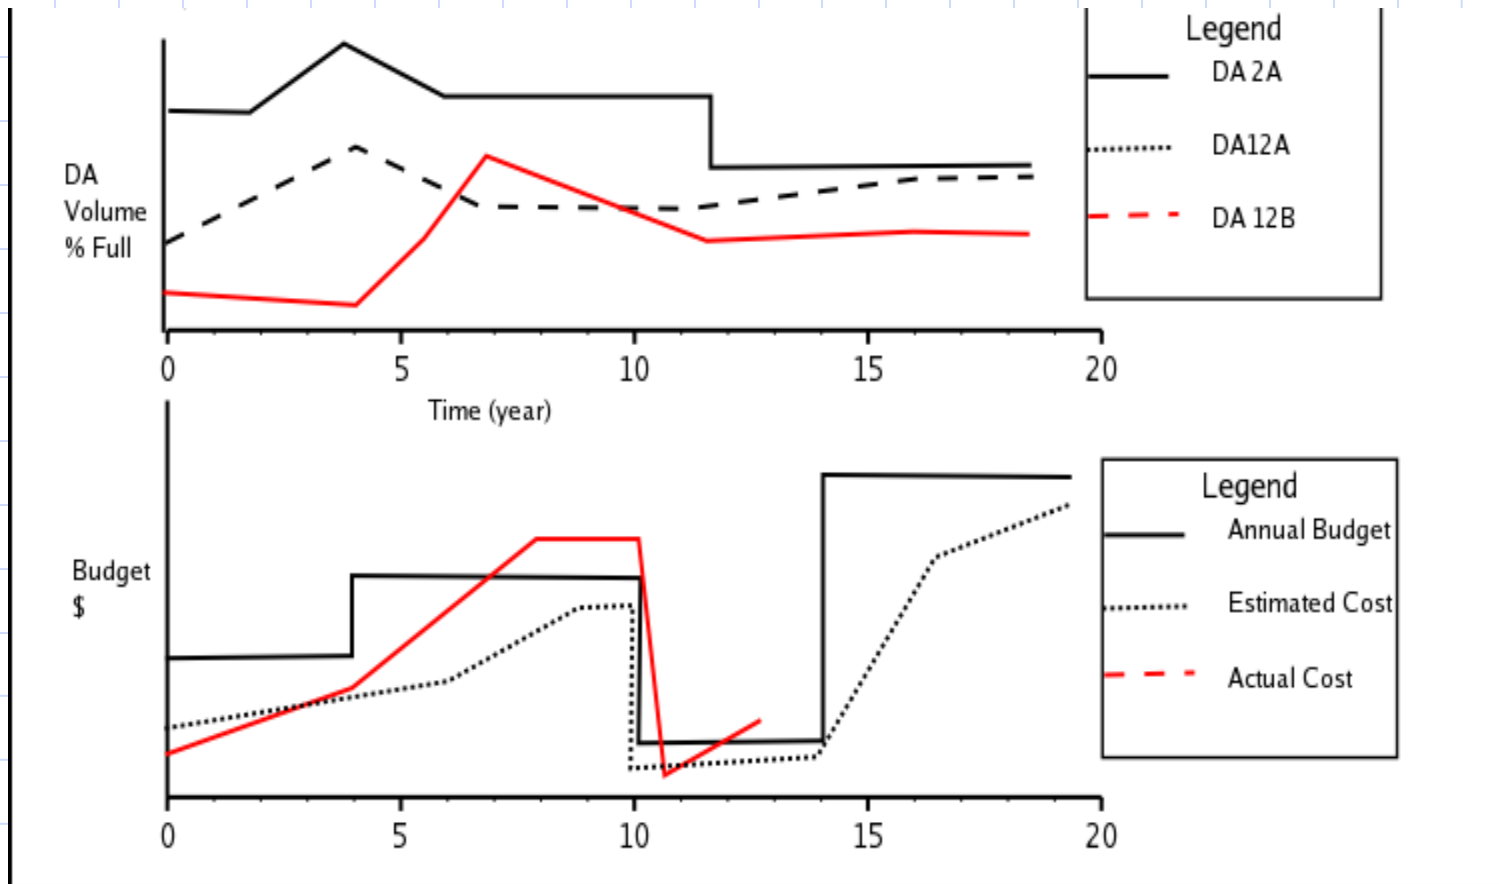 Legend
DA 2A
DA12A
DA 12B
DA
Volume
% Full
0 5 10 15 20
Time (year)
Legend
Annual Budget
Estimated Cost
Actual Cost
Budget
$
0 5 10 15 20